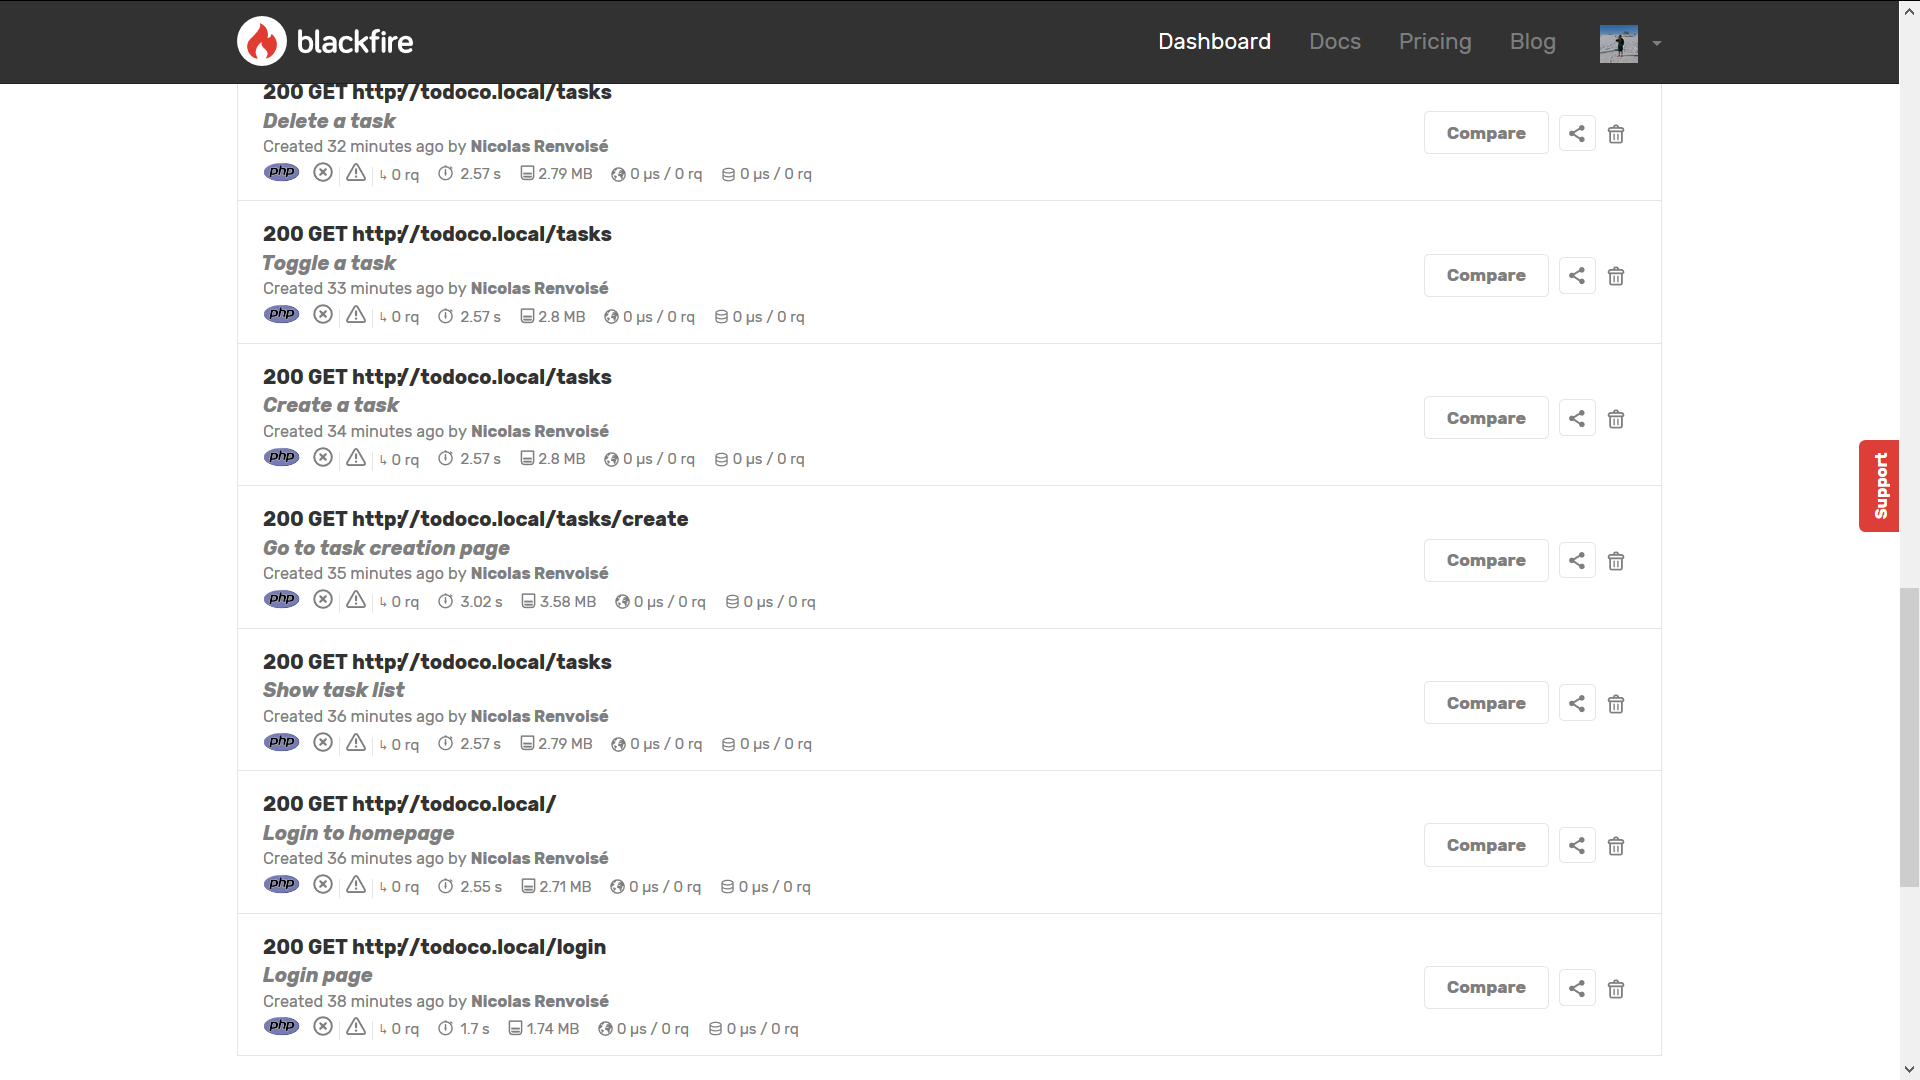 blackfire
Dashboard Docs Pricing Blog
200 GET http://todoco.local/tasks
Delete a task
Created 32 minutes ago by Nicolas Renvoisé
php ↳ 0 rq 2.57 s 2.79 MB 0 µs / 0 rq 0 µs / 0 rq
Compare
200 GET http://todoco.local/tasks
Toggle a task
Created 33 minutes ago by Nicolas Renvoisé
php ↳ 0 rq 2.57 s 2.8 MB 0 µs / 0 rq 0 µs / 0 rq
Compare
200 GET http://todoco.local/tasks
Create a task
Created 34 minutes ago by Nicolas Renvoisé
php ↳ 0 rq 2.57 s 2.8 MB 0 µs / 0 rq 0 µs / 0 rq
Compare
200 GET http://todoco.local/tasks/create
Go to task creation page
Created 35 minutes ago by Nicolas Renvoisé
php ↳ 0 rq 3.02 s 3.58 MB 0 µs / 0 rq 0 µs / 0 rq
Compare
200 GET http://todoco.local/tasks
Show task list
Created 36 minutes ago by Nicolas Renvoisé
php ↳ 0 rq 2.57 s 2.79 MB 0 µs / 0 rq 0 µs / 0 rq
Compare
200 GET http://todoco.local/
Login to homepage
Created 36 minutes ago by Nicolas Renvoisé
php ↳ 0 rq 2.55 s 2.71 MB 0 µs / 0 rq 0 µs / 0 rq
Compare
200 GET http://todoco.local/login
Login page
Created 38 minutes ago by Nicolas Renvoisé
php ↳ 0 rq 1.7 s 1.74 MB 0 µs / 0 rq 0 µs / 0 rq
Compare
Support